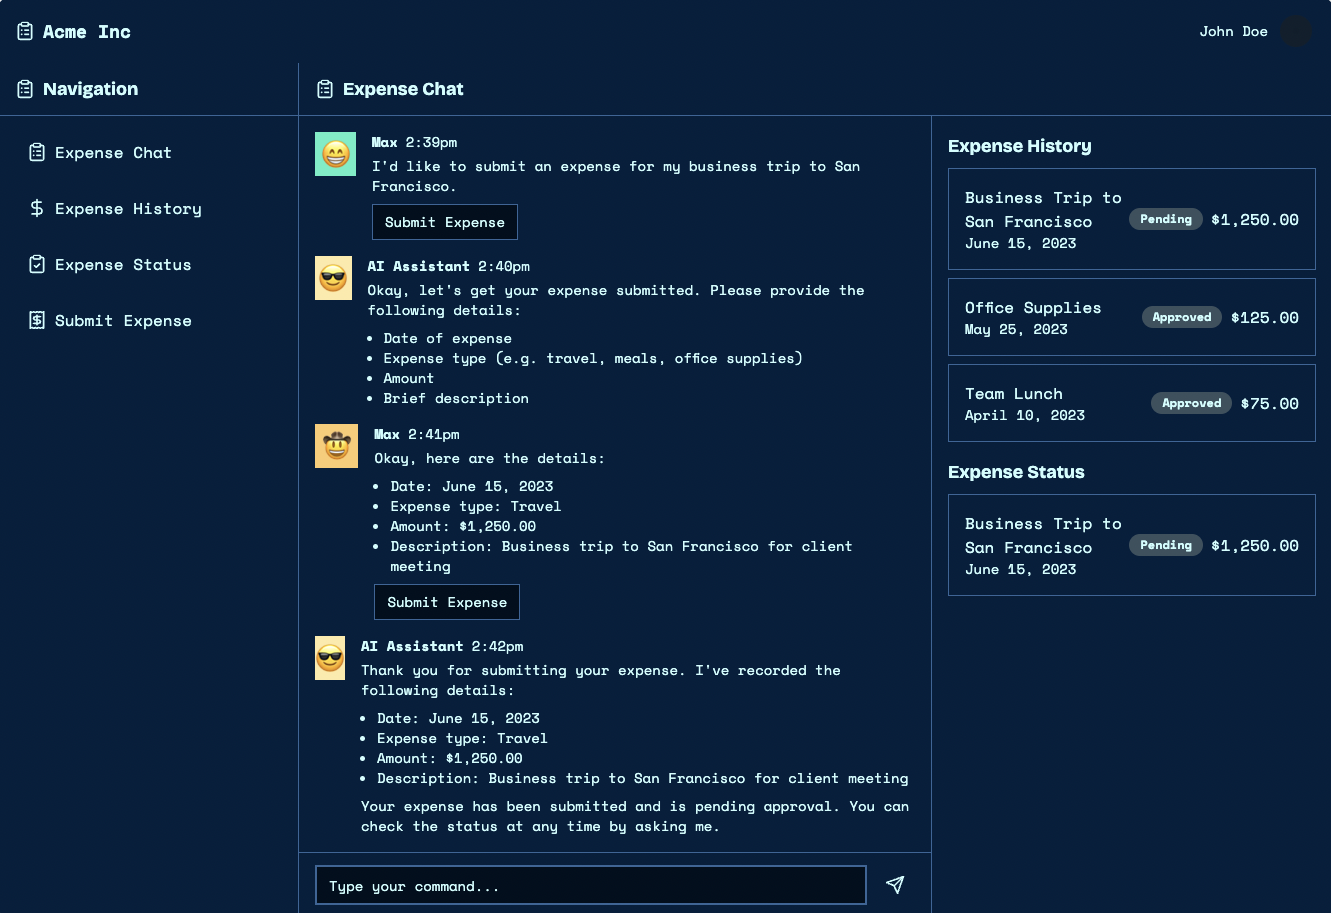 Acme Inc
John Doe
Navigation
Expense Chat
Expense History
Expense Status
Submit Expense
Expense Chat
Max 2:39pm
I'd like to submit an expense for my business trip to San
Francisco.
Submit Expense
AI Assistant 2:40pm
Okay, let's get your expense submitted. Please provide the
following details:
• Date of expense
• Expense type (e.g. travel, meals, office supplies)
• Amount
• Brief description
Max 2:41pm
Okay, here are the details:
• Date: June 15, 2023
• Expense type: Travel
• Amount: $1,250.00
• Description: Business trip to San Francisco for client
meeting
Submit Expense
AI Assistant 2:42pm
Thank you for submitting your expense. I've recorded the
following details:
• Date: June 15, 2023
• Expense type: Travel
• Amount: $1,250.00
• Description: Business trip to San Francisco for client meeting
Your expense has been submitted and is pending approval. You can
check the status at any time by asking me.
Type your command...
Expense History
Business Trip to
San Francisco
June 15, 2023
Pending
$1,250.00
Office Supplies
May 25, 2023
Approved
$125.00
Team Lunch
April 10, 2023
Approved
$75.00
Expense Status
Business Trip to
San Francisco
June 15, 2023
Pending
$1,250.00